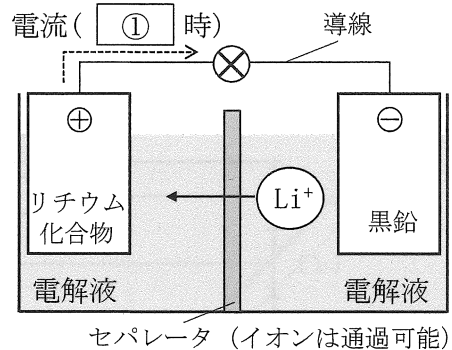 電流( ① 時)
導線
⊕
⊖
リチウム
化合物
Li⁺
黒鉛
電解液
電解液
セパレータ (イオンは通過可能)